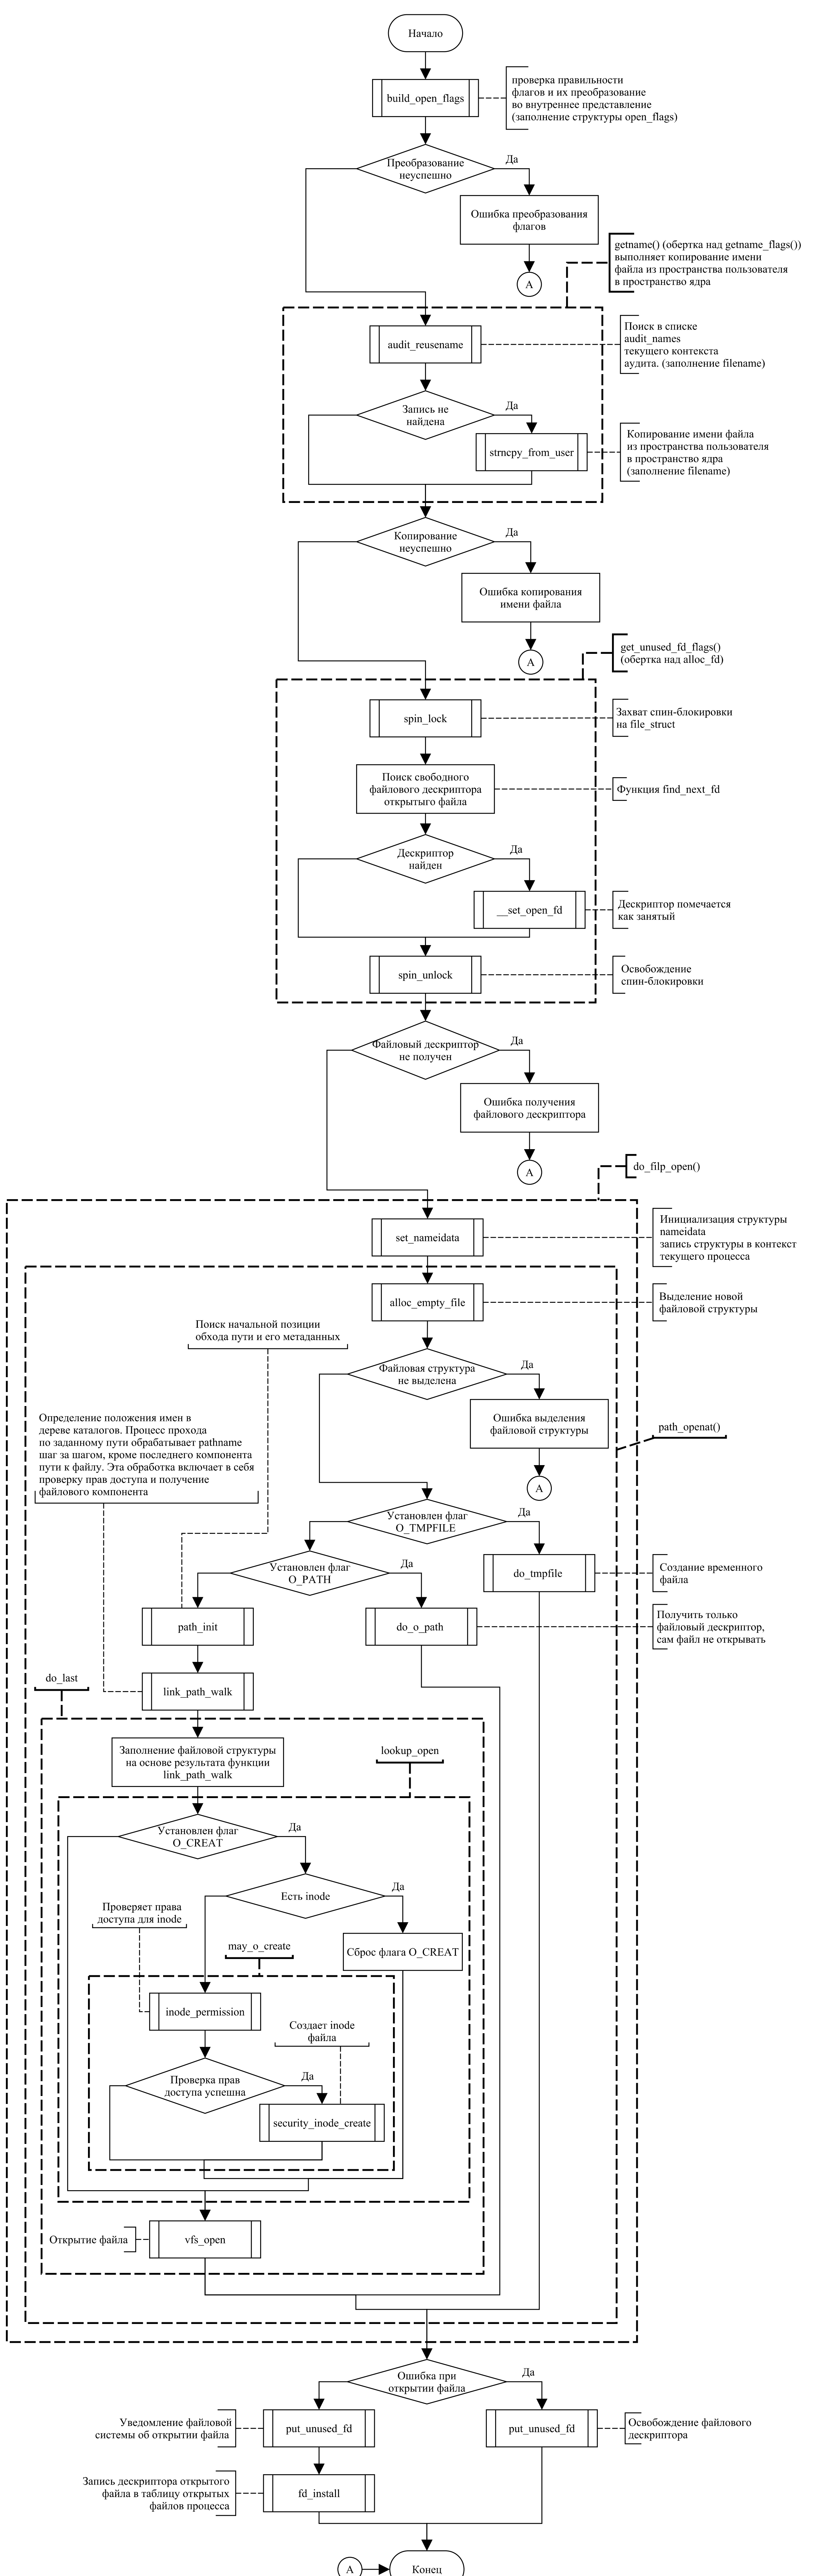 Начало
build_open_flags
проверка правильности
флагов и их преобразование
во внутреннее представление
(заполнение структуры open_flags)
Преобразование
неуспешно
Да
Ошибка преобразования
флагов
А
getname() (обертка над getname_flags())
выполняет копирование имени
файла из пространства пользователя
в пространство ядра
audit_reusename
Поиск в списке
audit_names
текущего контекста
аудита. (заполнение filename)
Запись не
найдена
Да
strncpy_from_user
Копирование имени файла
из пространства пользователя
в пространство ядра
(заполнение filename)
Копирование
неуспешно
Да
Ошибка копирования
имени файла
А
get_unused_fd_flags()
(обертка над alloc_fd)
spin_lock
Захват спин-блокировки
на file_struct
Поиск свободного
файлового дескриптора
открытыго файла
Функция find_next_fd
Дескриптор
найден
Да
__set_open_fd
Дескриптор помечается
как занятый
spin_unlock
Освобождение
спин-блокировки
Файловый дескриптор
не получен
Да
Ошибка получения
файлового дескриптора
А
do_filp_open()
set_nameidata
Инициализация структуры
nameidata
запись структуры в контекст
текущего процесса
alloc_empty_file
Выделение новой
файловой структуры
Поиск начальной позиции
обхода пути и его метаданных
Файловая структура
не выделена
Да
Ошибка выделения
файловой структуры
А
path_openat()
Определение положения имен в
дереве каталогов. Процесс прохода
по заданному пути обрабатывает pathname
шаг за шагом, кроме последнего компонента
пути к файлу. Эта обработка включает в себя
проверку прав доступа и получение
файлового компонента
Установлен флаг
O_TMPFILE
Да
do_tmpfile
Создание временного
файла
Установлен флаг
O_PATH
Да
path_init
do_o_path
Получить только
файловый дескриптор,
сам файл не открывать
link_path_walk
do_last
Заполнение файловой структуры
на основе результата функции
link_path_walk
lookup_open
Установлен флаг
O_CREAT
Да
Есть inode
Да
Сброс флага O_CREAT
Проверяет права
доступа для inode
may_o_create
inode_permission
Создает inode
файла
Проверка прав
доступа успешна
Да
security_inode_create
vfs_open
Открытие файла
Ошибка при
открытии файла
Да
Уведомление файловой
системы об открытии файла
put_unused_fd
put_unused_fd
Освобождение файлового
дескриптора
Запись дескриптора открытого
файла в таблицу открытых
файлов процесса
fd_install
А
Конец